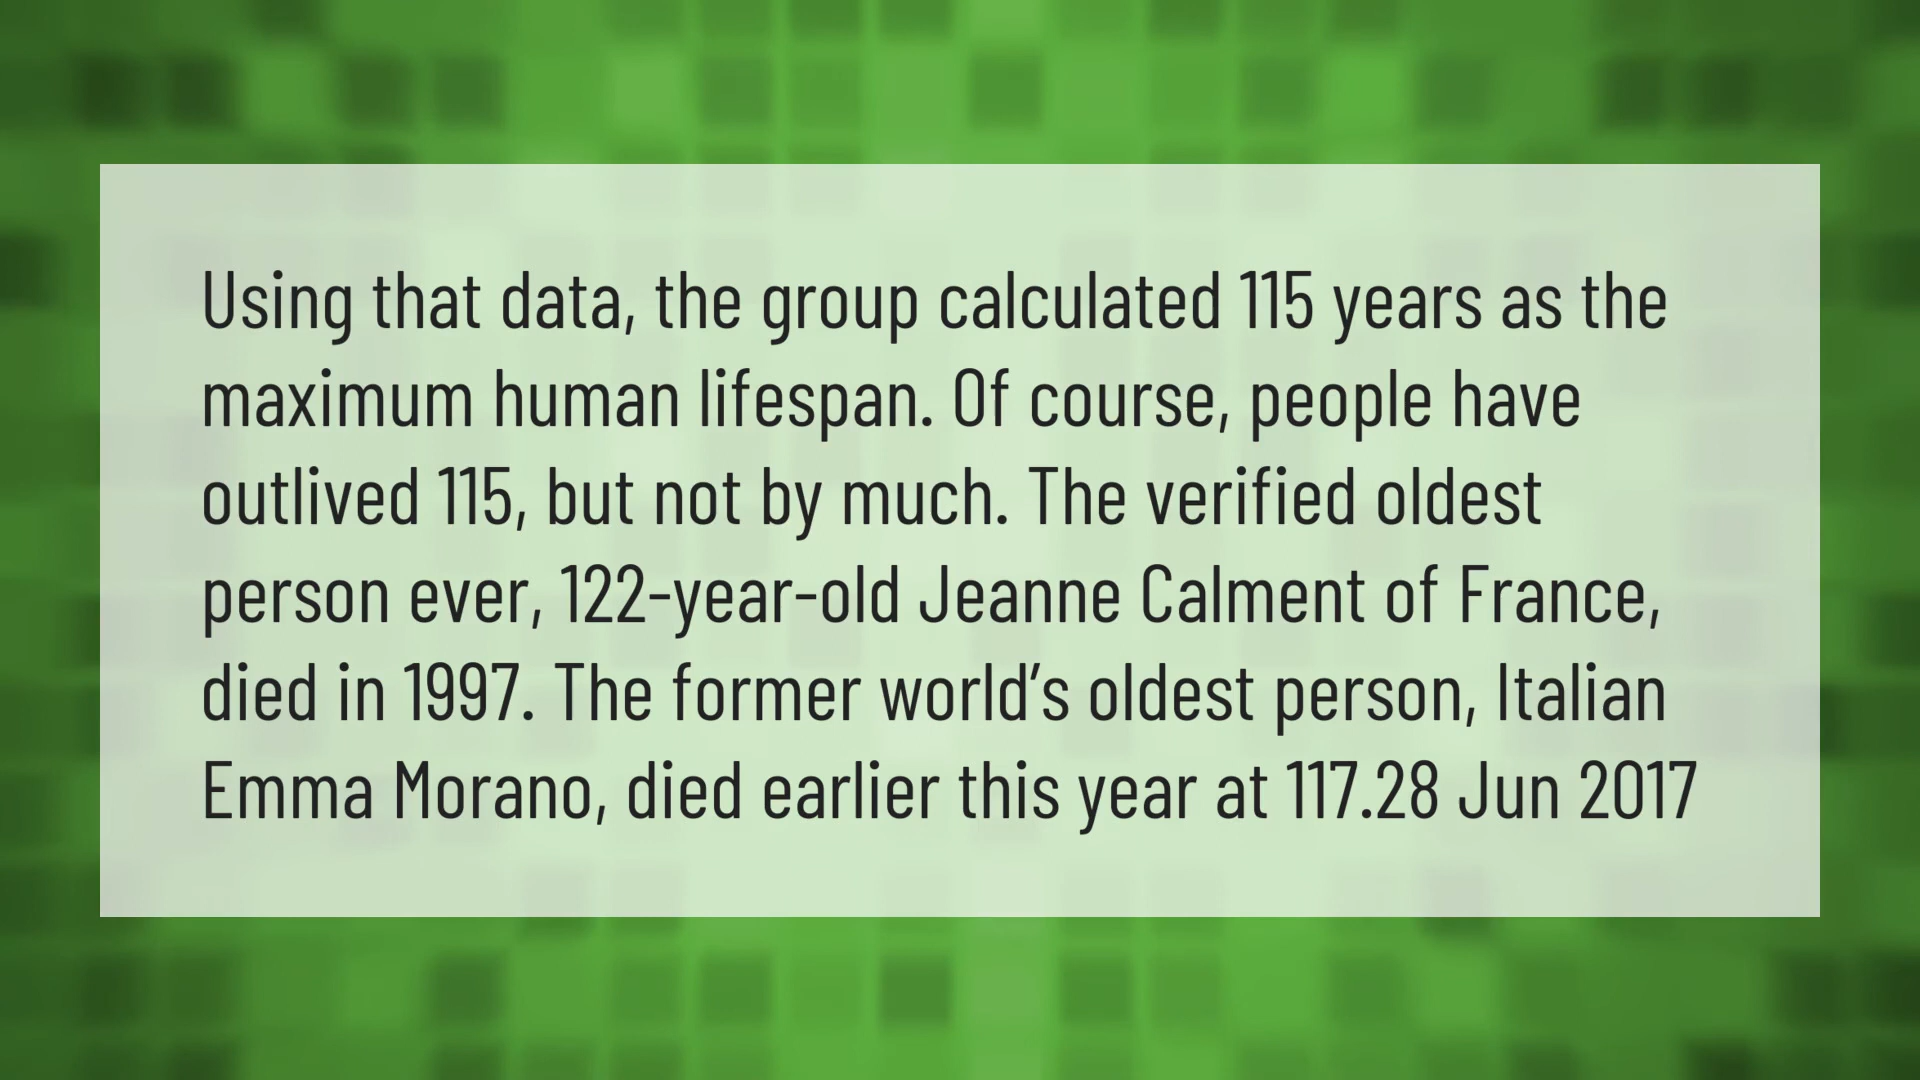 Using that data, the group calculated 115 years as the
maximum human lifespan. Of course, people have
outlived 115, but not by much. The verified oldest
person ever, 122-year-old Jeanne Calment of France,
died in 1997. The former world’s oldest person, Italian
Emma Morano, died earlier this year at 117.28 Jun 2017